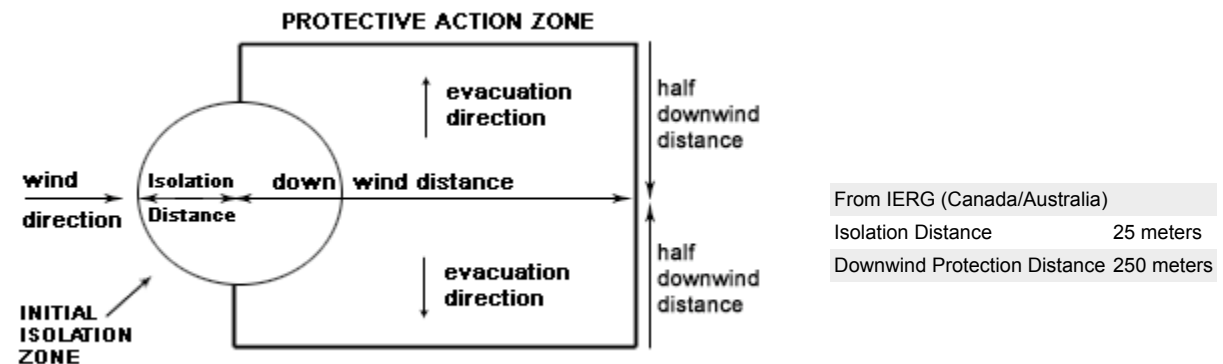 PROTECTIVE ACTION ZONE
evacuation
direction
half
downwind
distance
wind
direction
Isolation
Distance
down wind distance
evacuation
direction
half
downwind
distance
INITIAL
ISOLATION
ZONE
From IERG (Canada/Australia)
Isolation Distance 25 meters
Downwind Protection Distance 250 meters